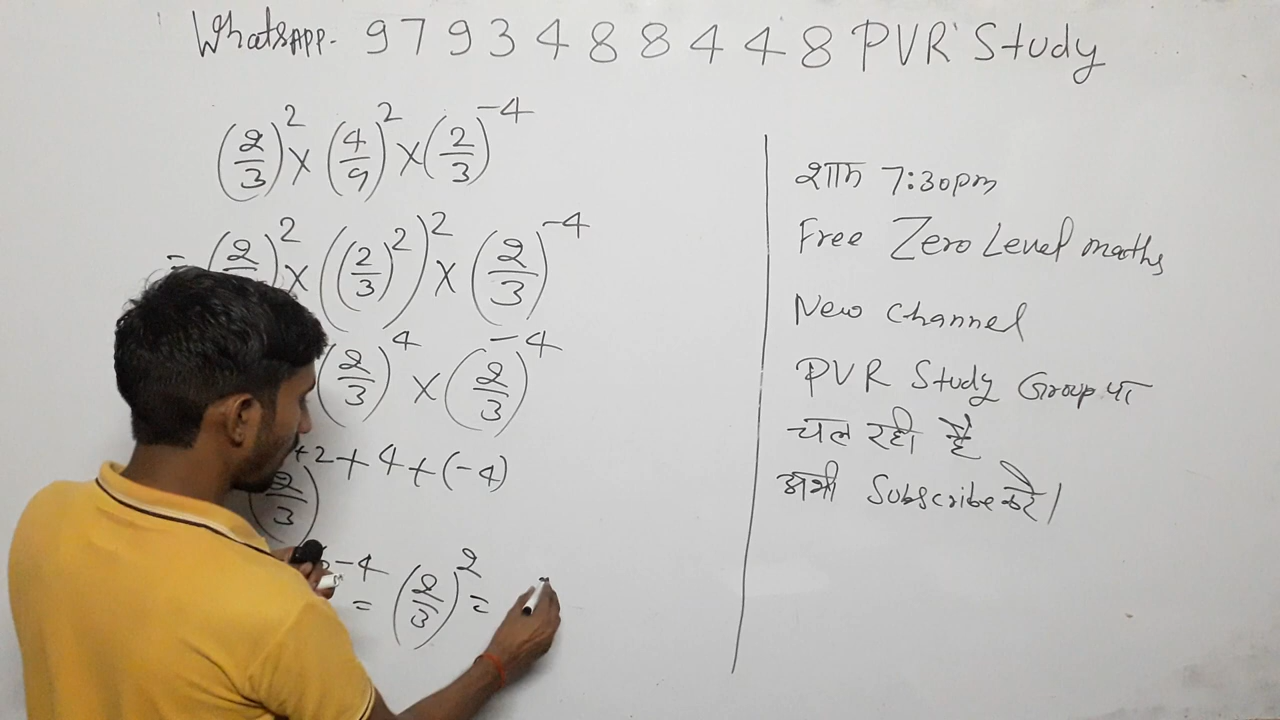 WhatsAPP. 9793488448 PVR Study
(2/3)² × (4/9)² × (2/3)⁻⁴
= (2/3)² × ((2/3)²)² × (2/3)⁻⁴
(2/3)⁴ × (2/3)⁻⁴
(2/3)⁺²⁺⁴⁺⁽⁻⁴⁾
⁻⁴ = (2/3)² =
शाम 7:30pm
Free Zero Level maths
New Channel
PVR Study Group पर
चल रही है
अभी Subscribe करें।